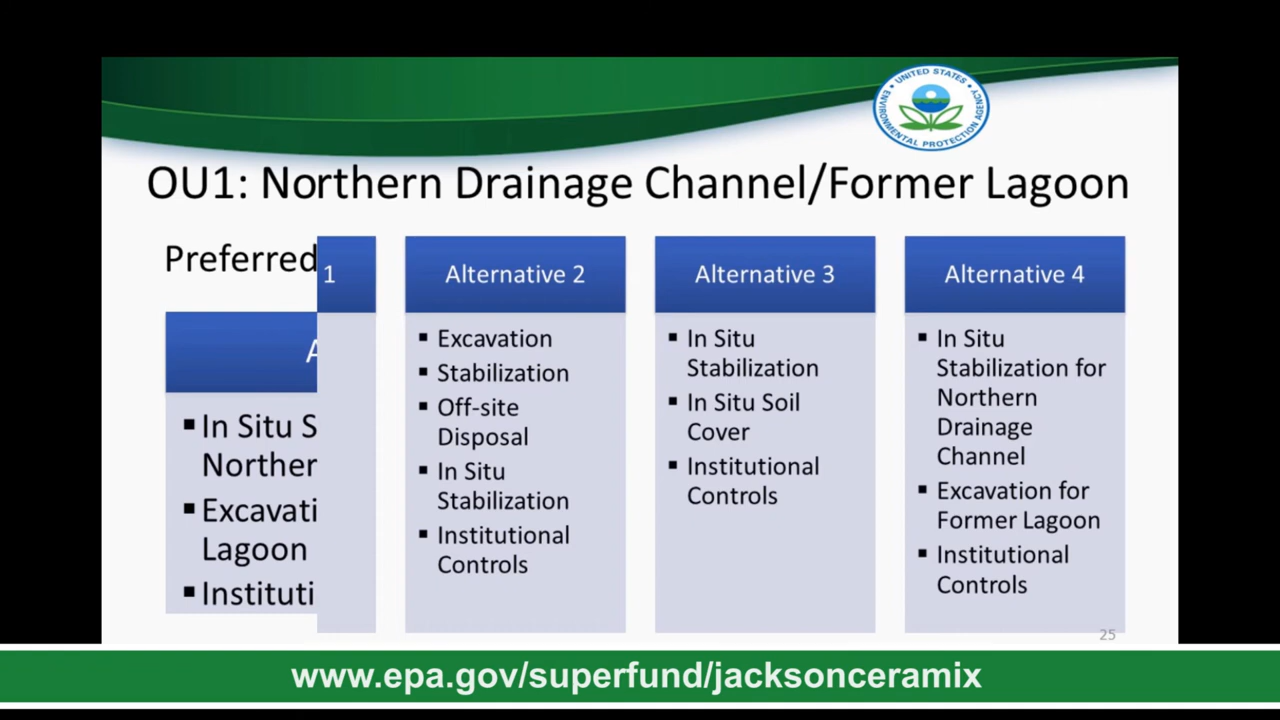 UNITED STATES
ENVIRONMENTAL PROTECTION AGENCY
OU1: Northern Drainage Channel/Former Lagoon
Preferred
A
In Situ S
Norther
Excavati
Lagoon
Instituti
1
Alternative 2
Excavation
Stabilization
Off-site
Disposal
In Situ
Stabilization
Institutional
Controls
Alternative 3
In Situ
Stabilization
In Situ Soil
Cover
Institutional
Controls
Alternative 4
In Situ
Stabilization for
Northern
Drainage
Channel
Excavation for
Former Lagoon
Institutional
Controls
25
www.epa.gov/superfund/jacksonceramix